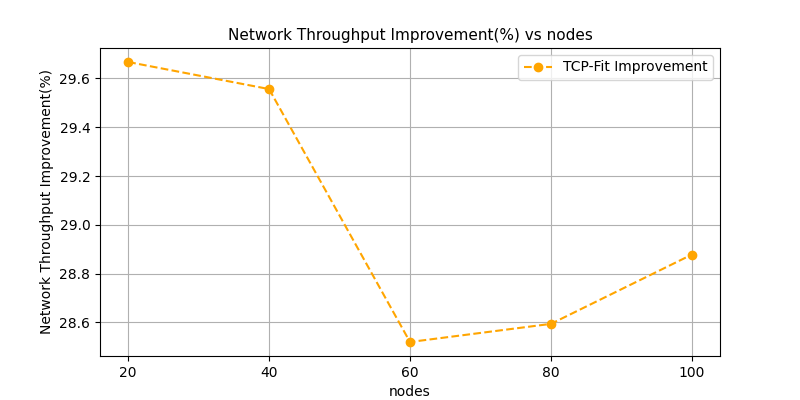 Network Throughput Improvement(%) vs nodes
TCP-Fit Improvement
Network Throughput Improvement(%)
29.6
29.4
29.2
29.0
28.8
28.6
20 40 60 80 100
nodes